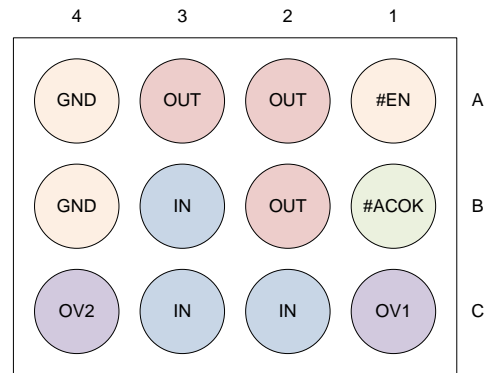 4 3 2 1
GND OUT OUT #EN A
GND IN OUT #ACOK B
OV2 IN IN OV1 C